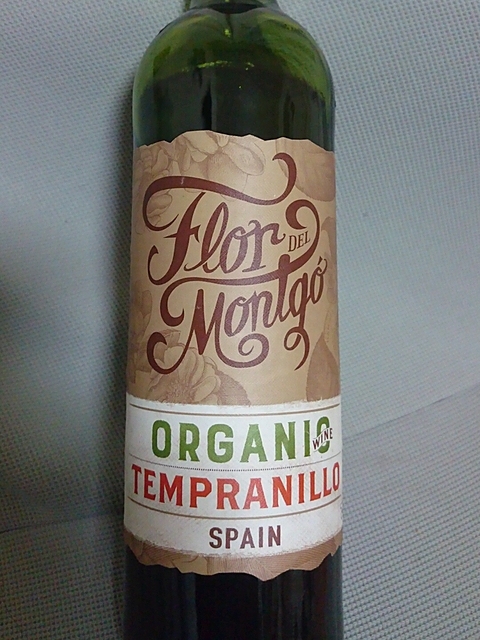 Flor
DEL
Montgó
ORGANIC
WINE
TEMPRANILLO
SPAIN